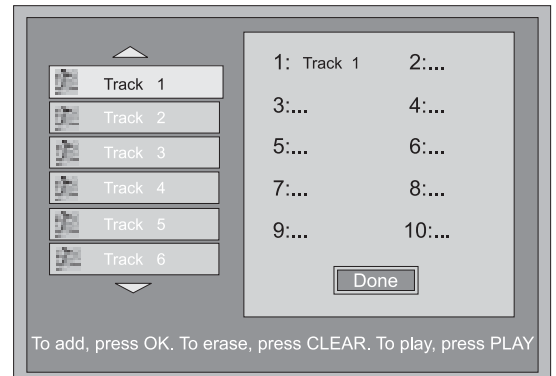 Track 1
Track 2
Track 3
Track 4
Track 5
Track 6
1: Track 1 2:...
3:... 4:...
5:... 6:...
7:... 8:...
9:... 10:...
Done
To add, press OK. To erase, press CLEAR. To play, press PLAY